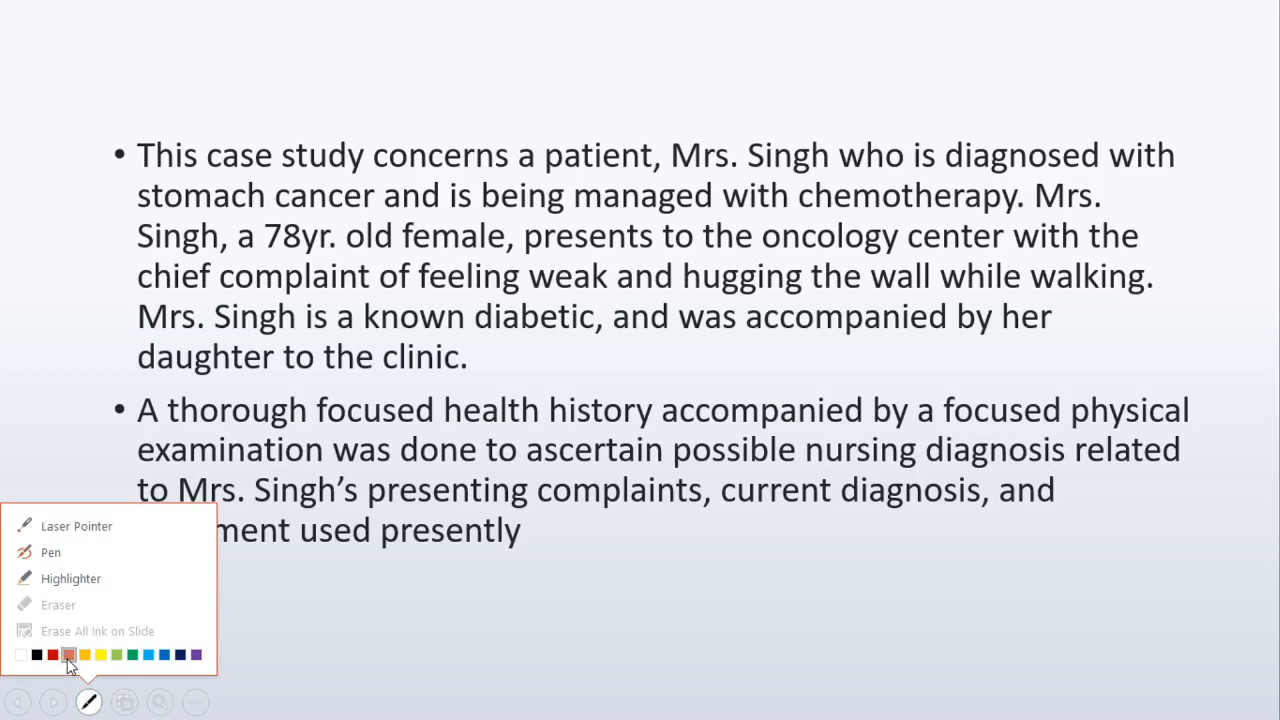 • This case study concerns a patient, Mrs. Singh who is diagnosed with
stomach cancer and is being managed with chemotherapy. Mrs.
Singh, a 78yr. old female, presents to the oncology center with the
chief complaint of feeling weak and hugging the wall while walking.
Mrs. Singh is a known diabetic, and was accompanied by her
daughter to the clinic.
• A thorough focused health history accompanied by a focused physical
examination was done to ascertain possible nursing diagnosis related
to Mrs. Singh’s presenting complaints, current diagnosis, and
used presently
Laser Pointer
Pen
Highlighter
Eraser
Erase All Ink on Slide